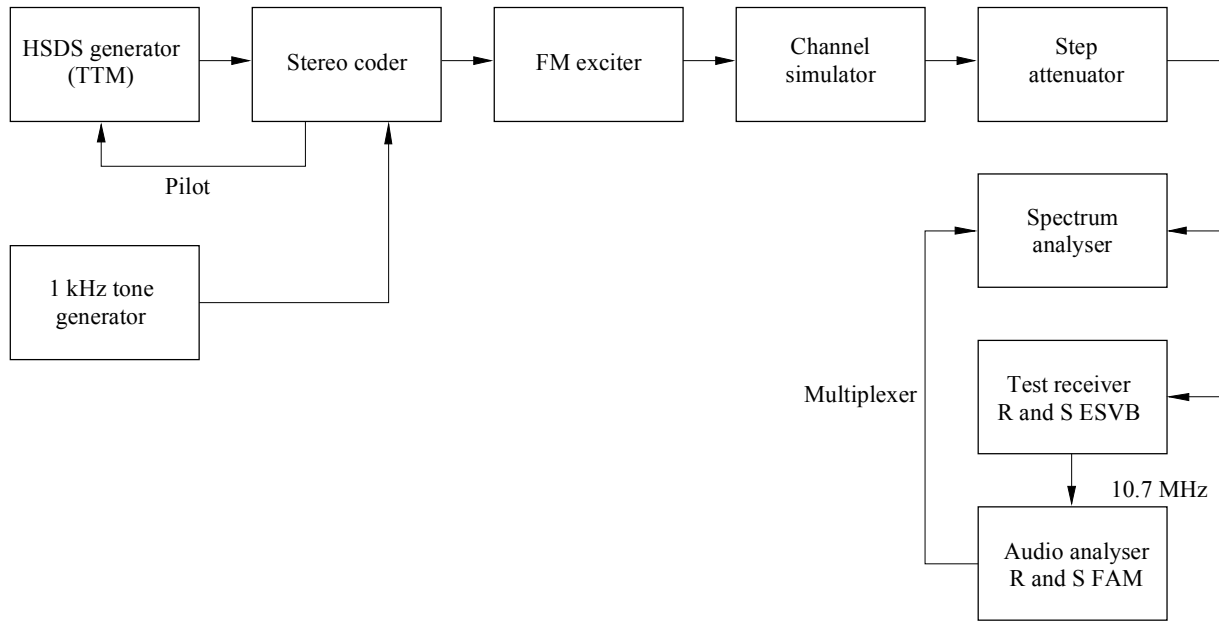 HSDS generator
(TTM)
Stereo coder
FM exciter
Channel
simulator
Step
attenuator
Pilot
Spectrum
analyser
1 kHz tone
generator
Multiplexer
Test receiver
R and S ESVB
10.7 MHz
Audio analyser
R and S FAM